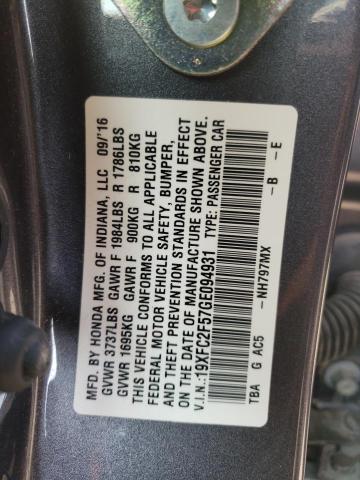 MFD. BY HONDA MFG. OF INDIANA, LLC 09/'16
GVWR 3737LBS GAWR F 1984LBS R 1786LBS
GVWR 1695KG GAWR F 900KG R 810KG
THIS VEHICLE CONFORMS TO ALL APPLICABLE
FEDERAL MOTOR VEHICLE SAFETY, BUMPER,
AND THEFT PREVENTION STANDARDS IN EFFECT
ON THE DATE OF MANUFACTURE SHOWN ABOVE.
V.I.N.:19XFC2F57GE094931 TYPE: PASSENGER CAR
NH797MX -B -E
TBA G AC5